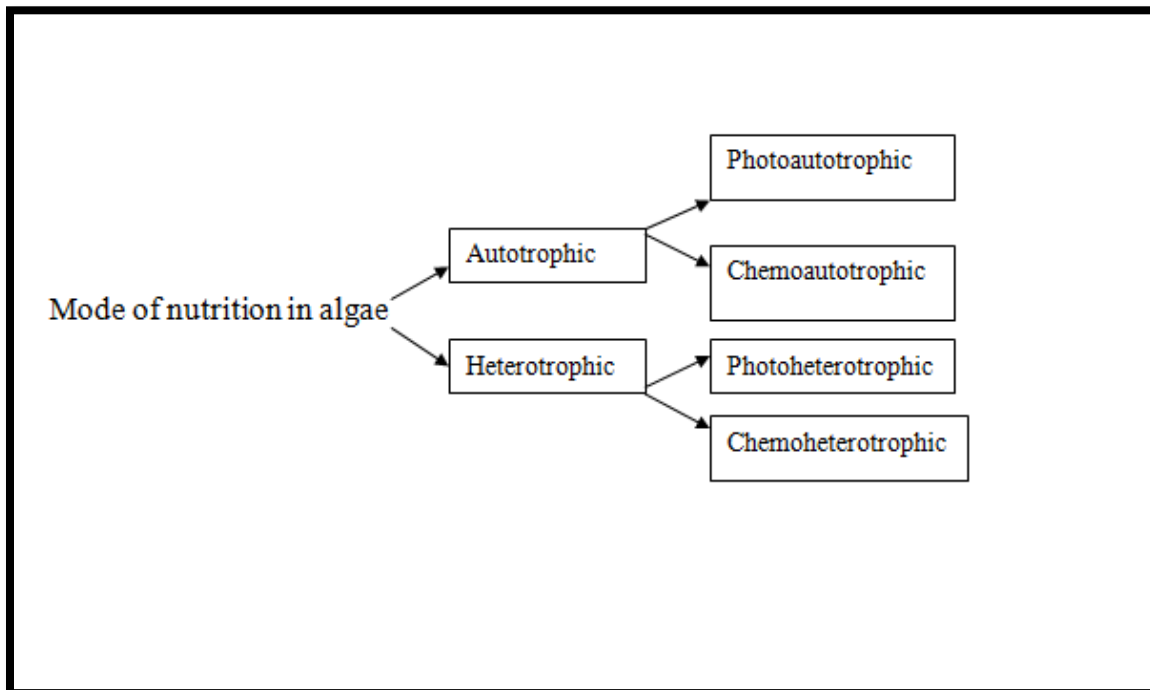 Mode of nutrition in algae
Autotrophic
Photoautotrophic
Chemoautotrophic
Heterotrophic
Photoheterotrophic
Chemoheterotrophic